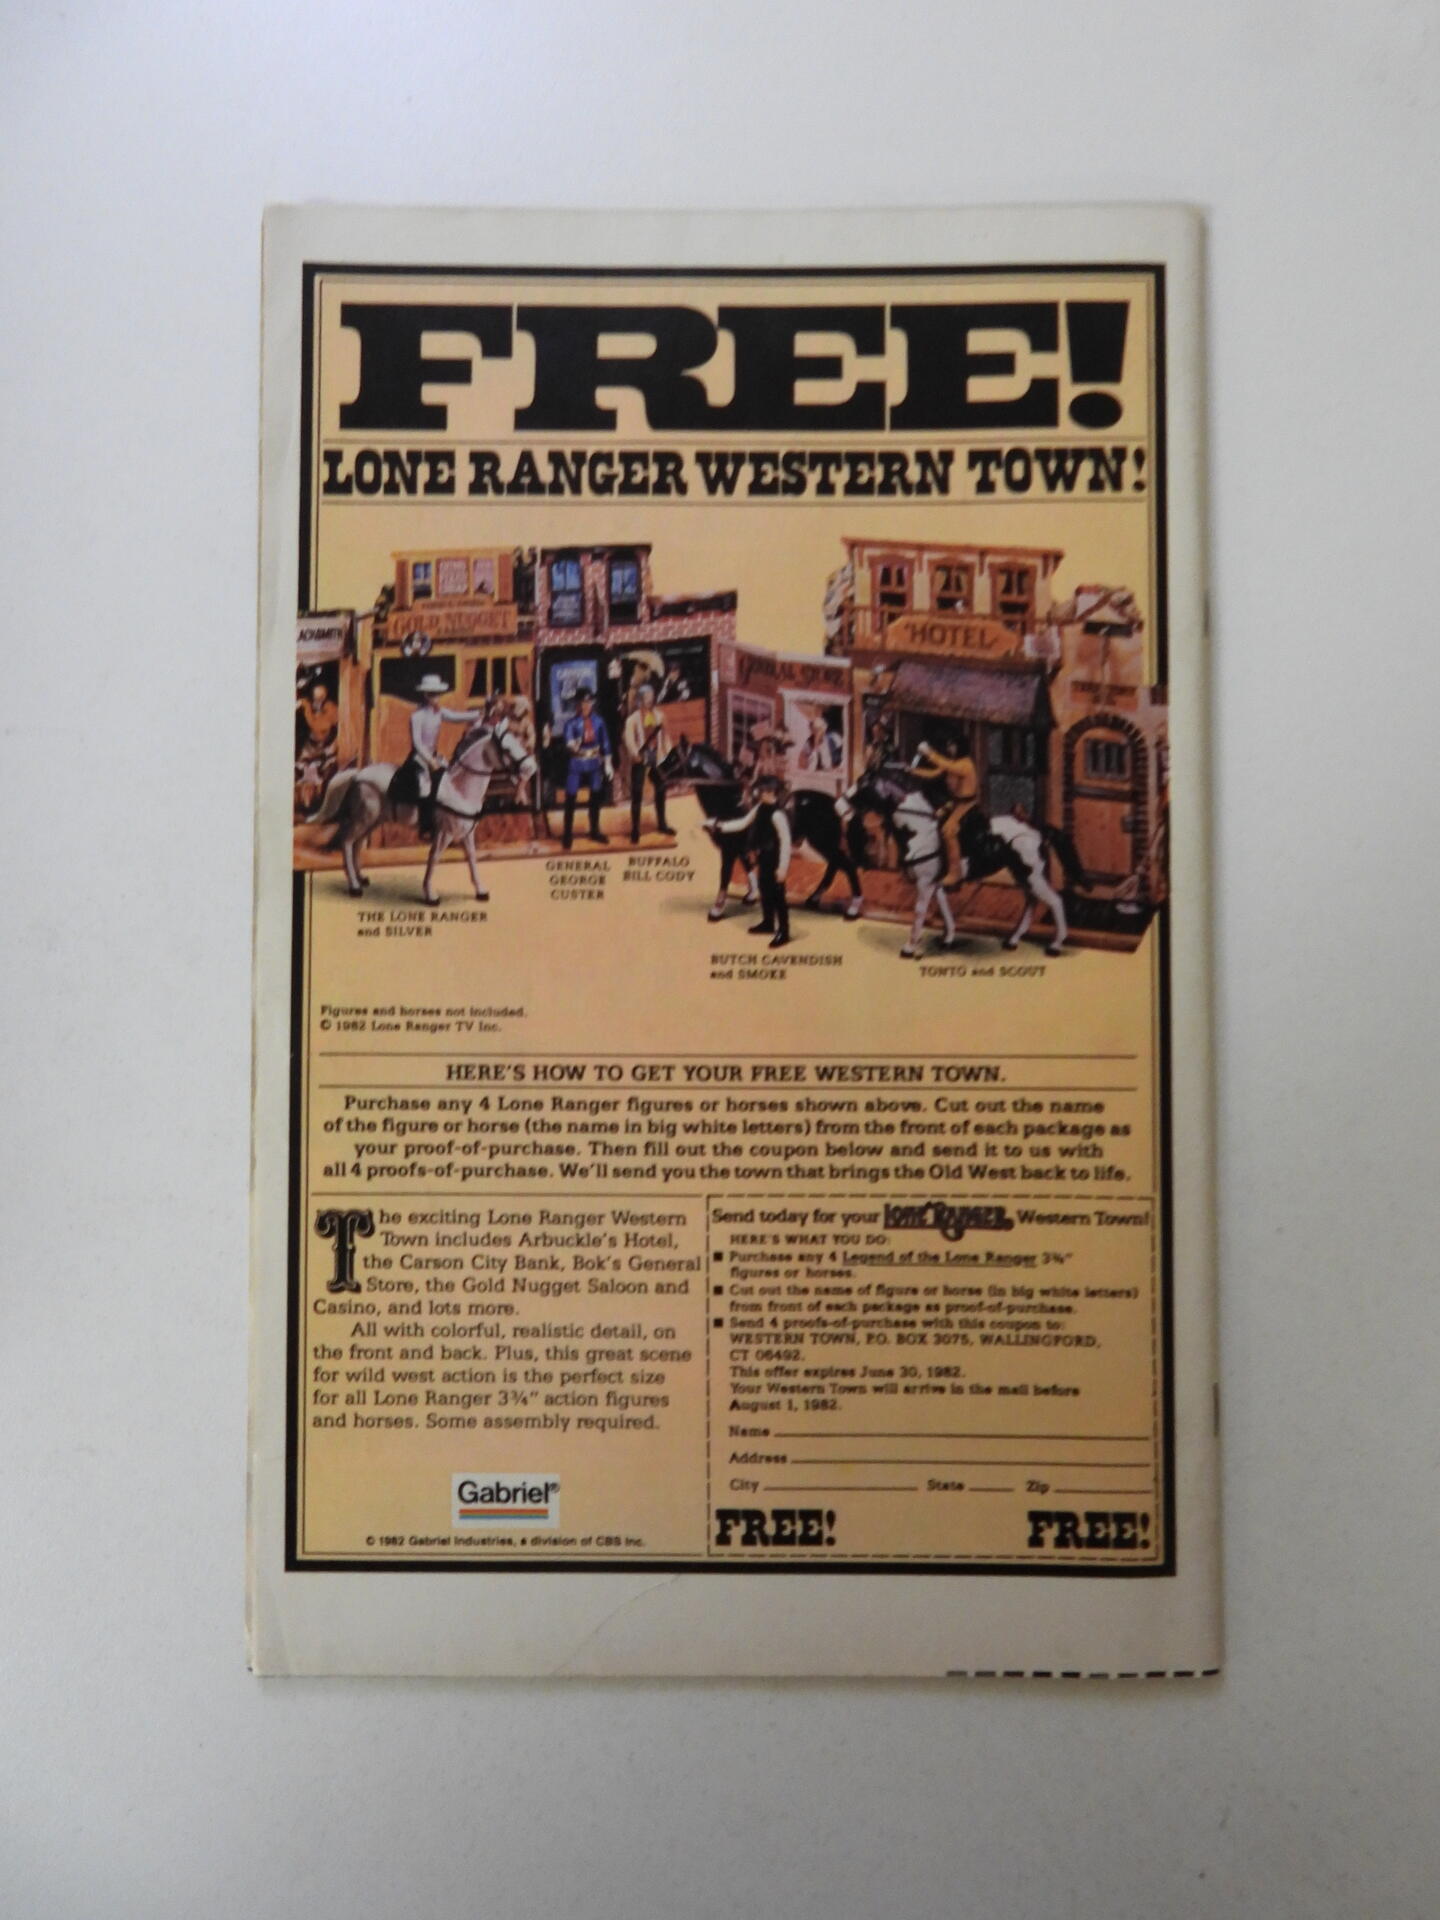 FREE!
LONE RANGER WESTERN TOWN!
GOLD NUGGET
HOTEL
GENERAL STORE
GENERAL
GEORGE
CUSTER
BUFFALO
BILL CODY
THE LONE RANGER
and SILVER
BUTCH CAVENDISH
and SMOKE
TONTO and SCOUT
Figures and horses not included.
© 1982 Lone Ranger TV Inc.
HERE'S HOW TO GET YOUR FREE WESTERN TOWN.
Purchase any 4 Lone Ranger figures or horses shown above. Cut out the name
of the figure or horse (the name in big white letters) from the front of each package as
your proof-of-purchase. Then fill out the coupon below and send it to us with
all 4 proofs-of-purchase. We'll send you the town that brings the Old West back to life.
The exciting Lone Ranger Western
Town includes Arbuckle's Hotel,
the Carson City Bank, Bok's General
Store, the Gold Nugget Saloon and
Casino, and lots more.
All with colorful, realistic detail, on
the front and back. Plus, this great scene
for wild west action is the perfect size
for all Lone Ranger 3¾" action figures
and horses. Some assembly required.
Gabriel®
© 1982 Gabriel Industries, a division of CBS Inc.
Send today for your LONE RANGER Western Town!
HERE'S WHAT YOU DO:
■ Purchase any 4 Legend of the Lone Ranger 3¾"
figures or horses.
■ Cut out the name of figure or horse (in big white letters)
from front of each package as proof-of-purchase.
■ Send 4 proofs-of-purchase with this coupon to:
WESTERN TOWN, P.O. BOX 3075, WALLINGFORD,
CT 06492.
This offer expires June 30, 1982.
Your Western Town will arrive in the mail before
August 1, 1982.
Name
Address
City State Zip
FREE! FREE!